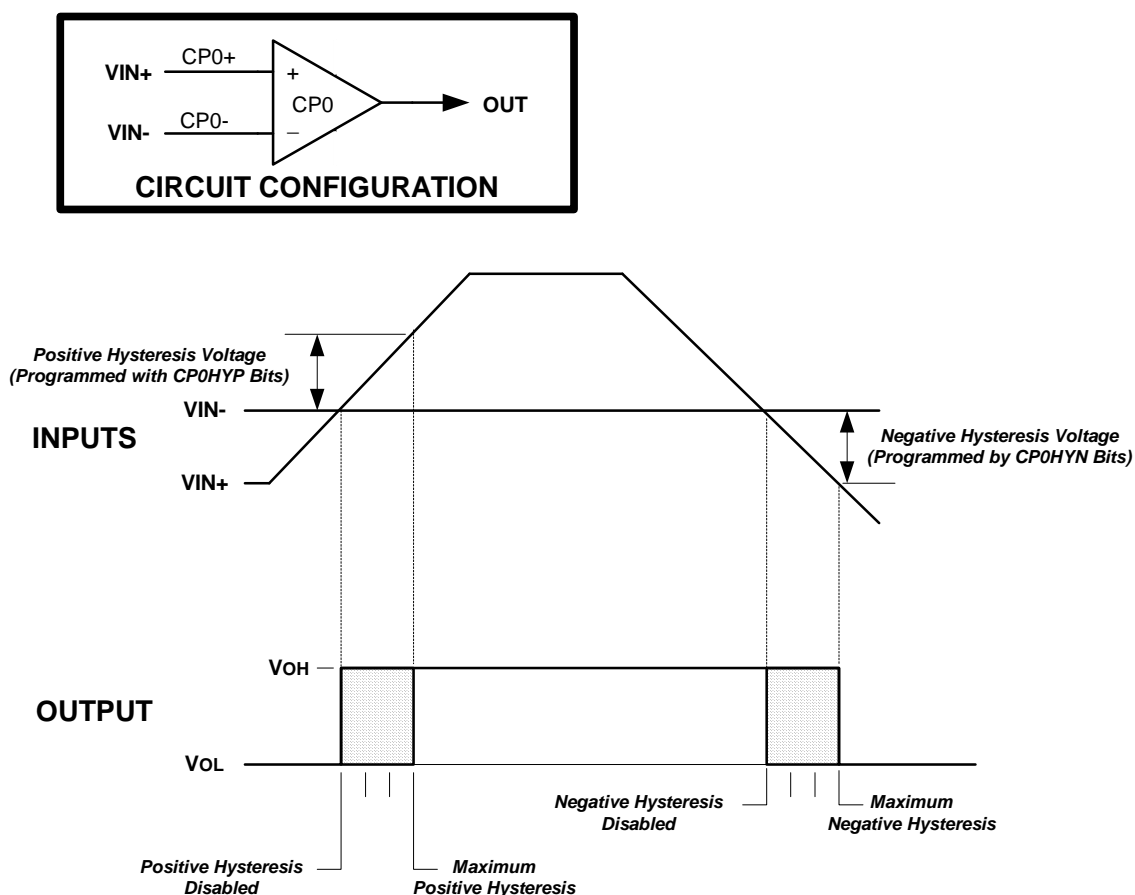 CP0+
VIN+
+
CP0
OUT
VIN-
CP0-
_
CIRCUIT CONFIGURATION
Positive Hysteresis Voltage
(Programmed with CP0HYP Bits)
VIN-
INPUTS
Negative Hysteresis Voltage
(Programmed by CP0HYN Bits)
VIN+
VOH
OUTPUT
VOL
Negative Hysteresis
Disabled
Maximum
Negative Hysteresis
Positive Hysteresis
Disabled
Maximum
Positive Hysteresis